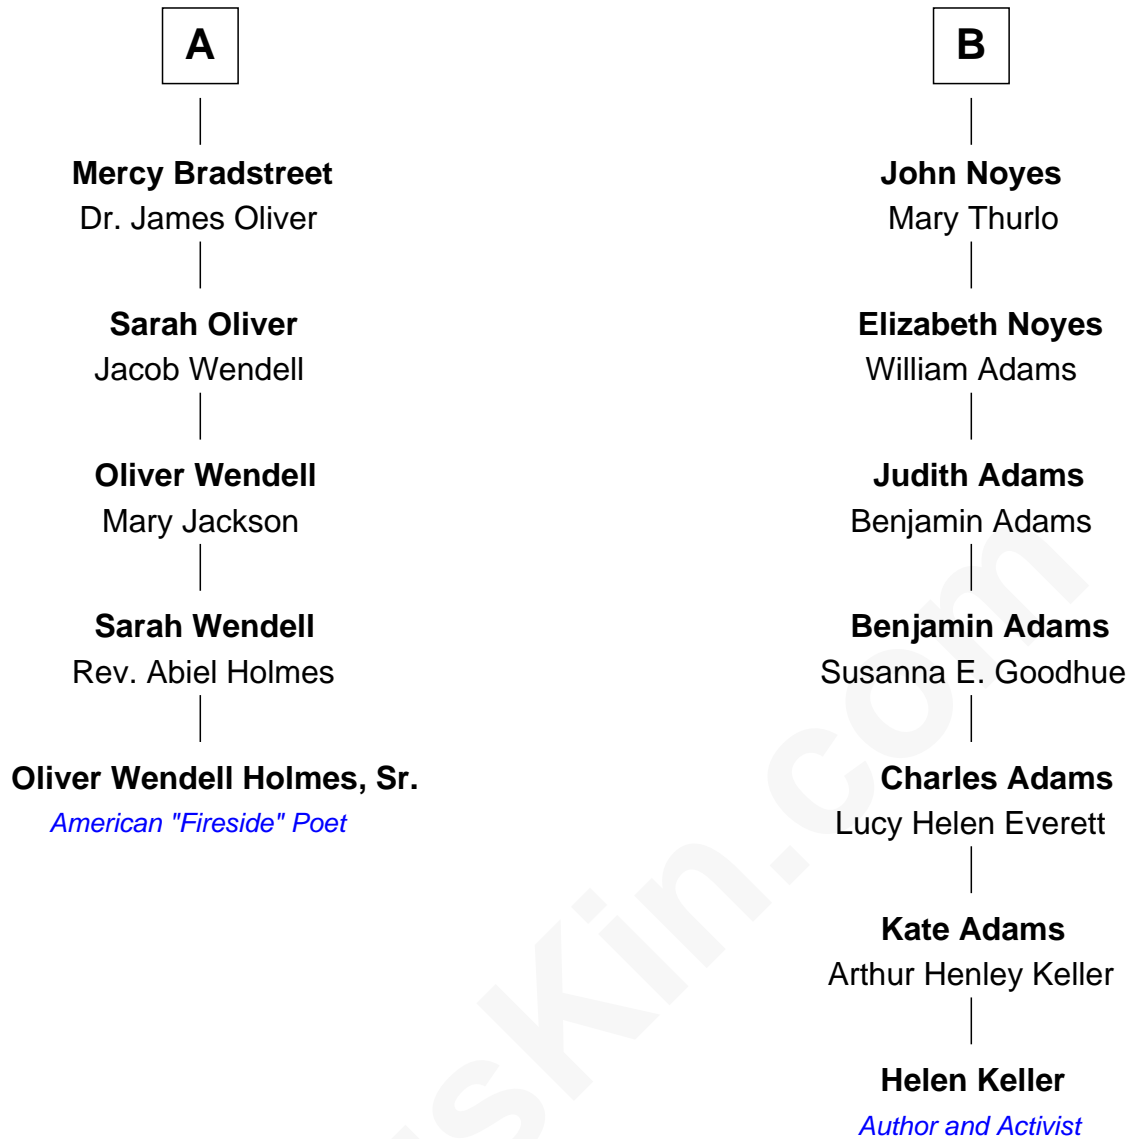 A
Mercy Bradstreet
Dr. James Oliver
Sarah Oliver
Jacob Wendell
Oliver Wendell
Mary Jackson
Sarah Wendell
Rev. Abiel Holmes
Oliver Wendell Holmes, Sr.
American "Fireside" Poet
B
John Noyes
Mary Thurlo
Elizabeth Noyes
William Adams
Judith Adams
Benjamin Adams
Benjamin Adams
Susanna E. Goodhue
Charles Adams
Lucy Helen Everett
Kate Adams
Arthur Henley Keller
Helen Keller
Author and Activist
sKin.com